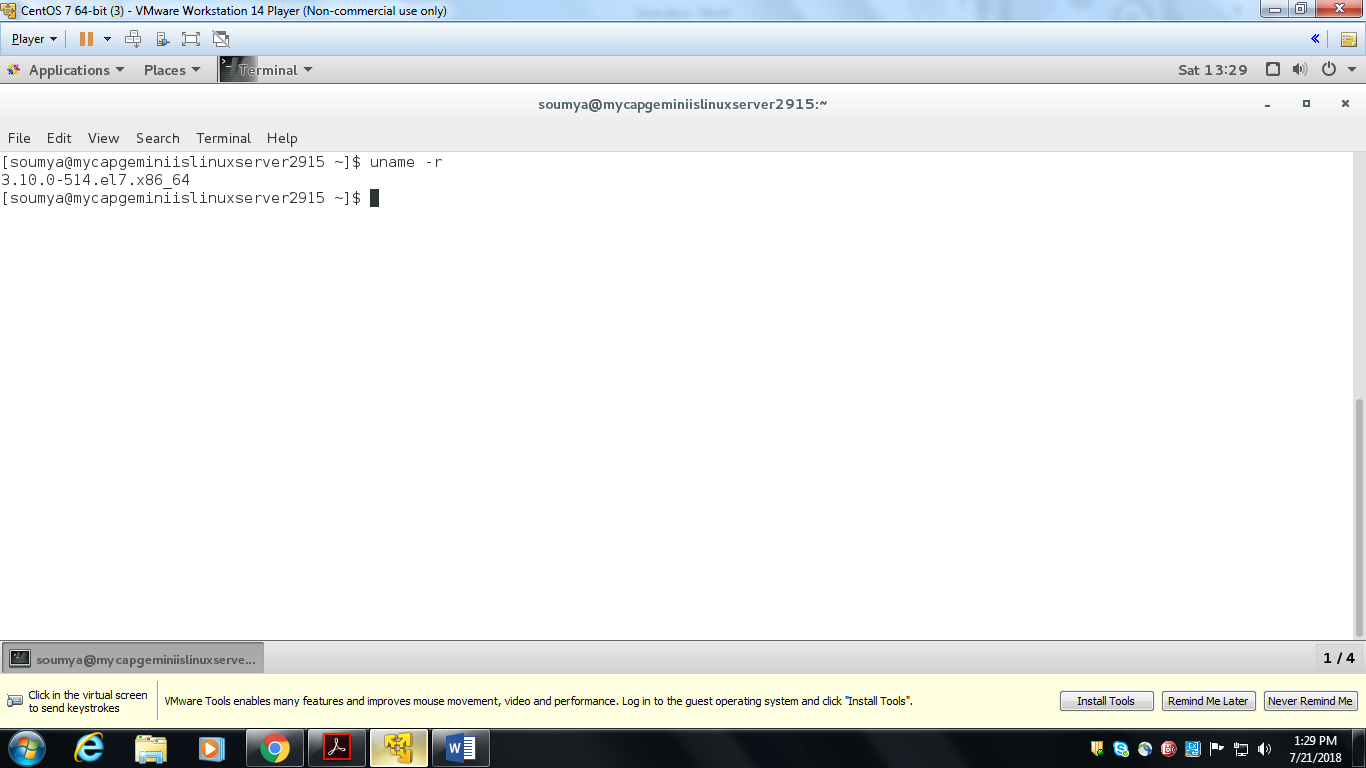 CentOS 7 64-bit (3) - VMware Workstation 14 Player (Non-commercial use only)
Player
Applications Places Terminal Sat 13:29
soumya@mycapgeminiislinuxserver2915:~
File Edit View Search Terminal Help
[soumya@mycapgeminiislinuxserver2915 ~]$ uname -r
3.10.0-514.el7.x86_64
[soumya@mycapgeminiislinuxserver2915 ~]$
soumya@mycapgeminiislinuxserve... 1 / 4
Click in the virtual screen
to send keystrokes
VMware Tools enables many features and improves mouse movement, video and performance. Log in to the guest operating system and click "Install Tools".
Install Tools Remind Me Later Never Remind Me
1:29 PM
7/21/2018